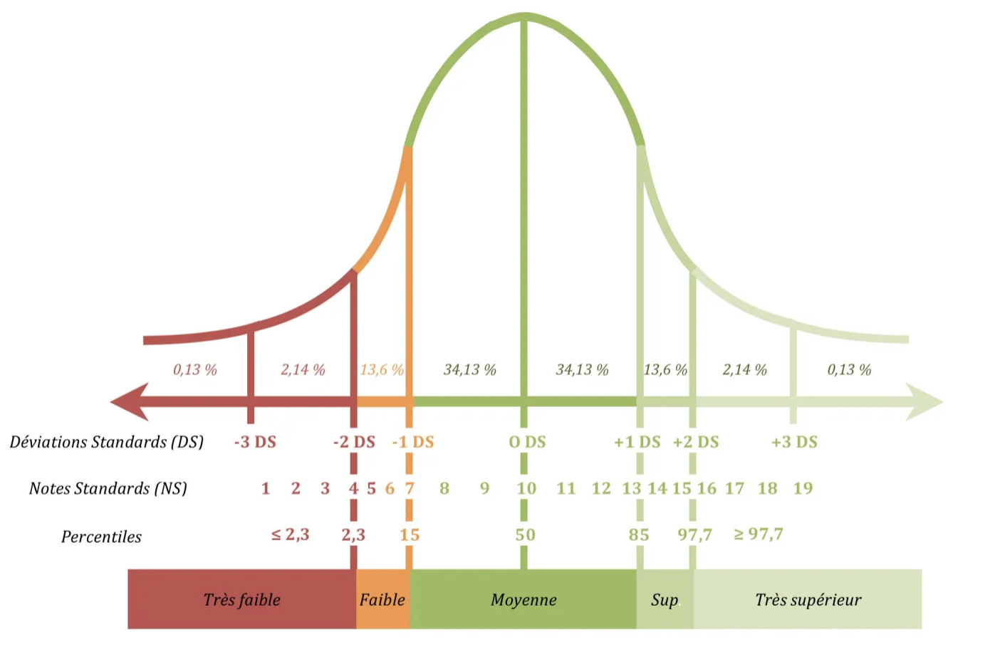 0,13 % 2,14 % 13,6 % 34,13 % 34,13 % 13,6 % 2,14 % 0,13 %
Déviations Standards (DS) -3 DS -2 DS -1 DS 0 DS +1 DS +2 DS +3 DS
Notes Standards (NS) 1 2 3 4 5 6 7 8 9 10 11 12 13 14 15 16 17 18 19
Percentiles ≤ 2,3 2,3 15 50 85 97,7 ≥ 97,7
Très faible Faible Moyenne Sup. Très supérieur